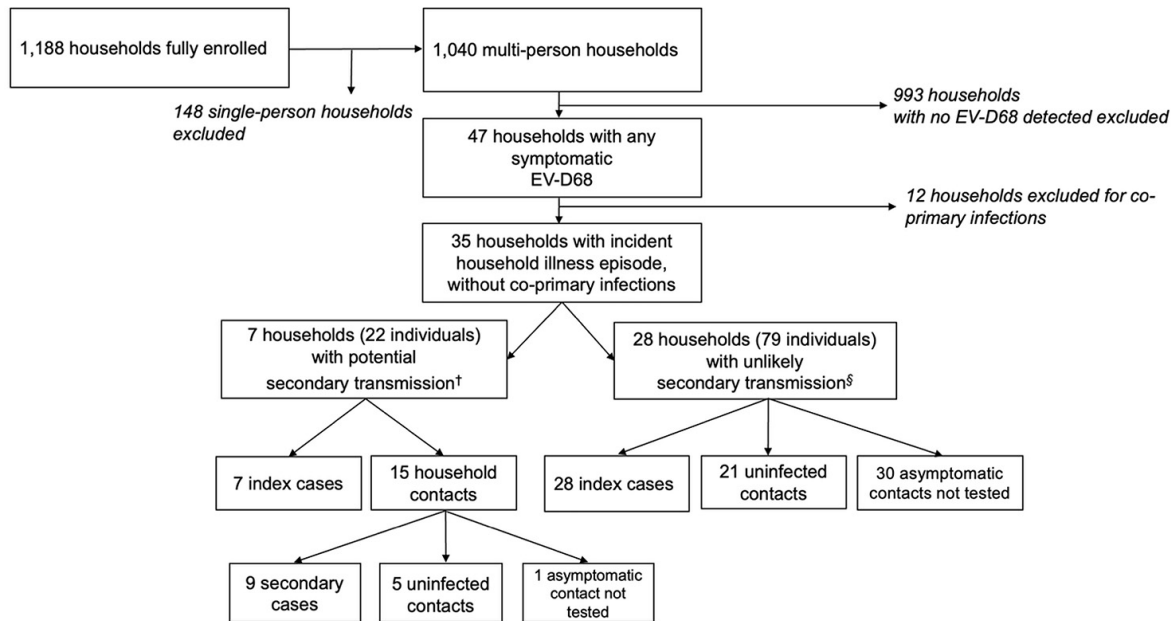 1,188 households fully enrolled
1,040 multi-person households
148 single-person households
excluded
993 households
with no EV-D68 detected excluded
47 households with any
symptomatic
EV-D68
12 households excluded for co-
primary infections
35 households with incident
household illness episode,
without co-primary infections
7 households (22 individuals)
with potential
secondary transmission†
28 households (79 individuals)
with unlikely
secondary transmission§
7 index cases
15 household
contacts
28 index cases
21 uninfected
contacts
30 asymptomatic
contacts not tested
9 secondary
cases
5 uninfected
contacts
1 asymptomatic
contact not
tested